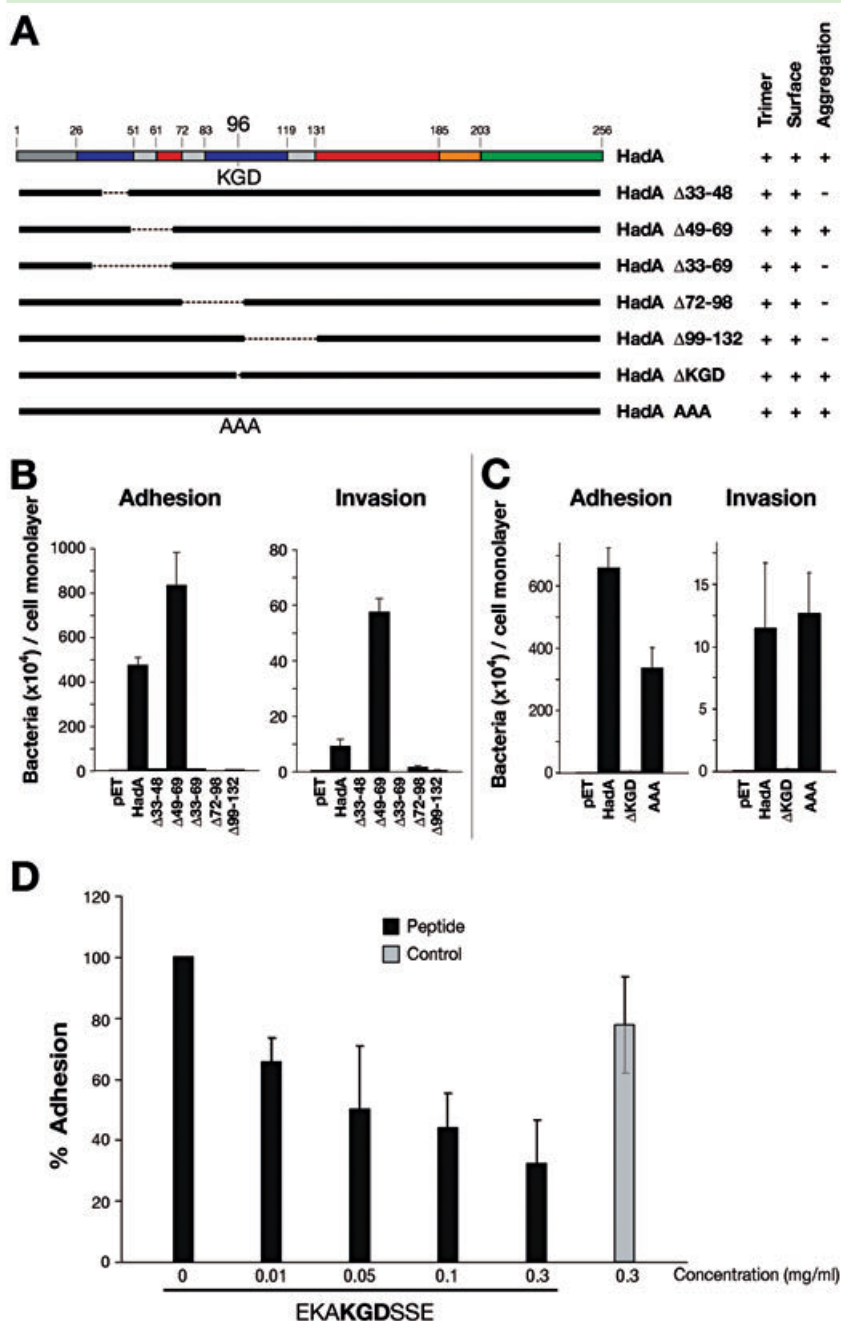 A
Trimer
Surface
Aggregation
1 26 51 61 72 83 96 119 131 185 203 256
HadA + + +
KGD
HadA Δ33-48 + + -
HadA Δ49-69 + + +
HadA Δ33-69 + + -
HadA Δ72-98 + + -
HadA Δ99-132 + + -
HadA ΔKGD + + +
HadA AAA + + +
AAA
B
Adhesion
Invasion
Bacteria (x10⁴) / cell monolayer
1000
800
600
400
200
0
pET
HadA
Δ33-48
Δ49-69
Δ33-69
Δ72-98
Δ99-132
80
60
40
20
0
pET
HadA
Δ33-48
Δ49-69
Δ33-69
Δ72-98
Δ99-132
C
Adhesion
Invasion
Bacteria (x10⁴) / cell monolayer
600
400
200
0
pET
HadA
ΔKGD
AAA
15
10
5
0
pET
HadA
ΔKGD
AAA
D
% Adhesion
120
100
80
60
40
20
0
Peptide
Control
0 0.01 0.05 0.1 0.3 0.3 Concentration (mg/ml)
EKAKGDSSE